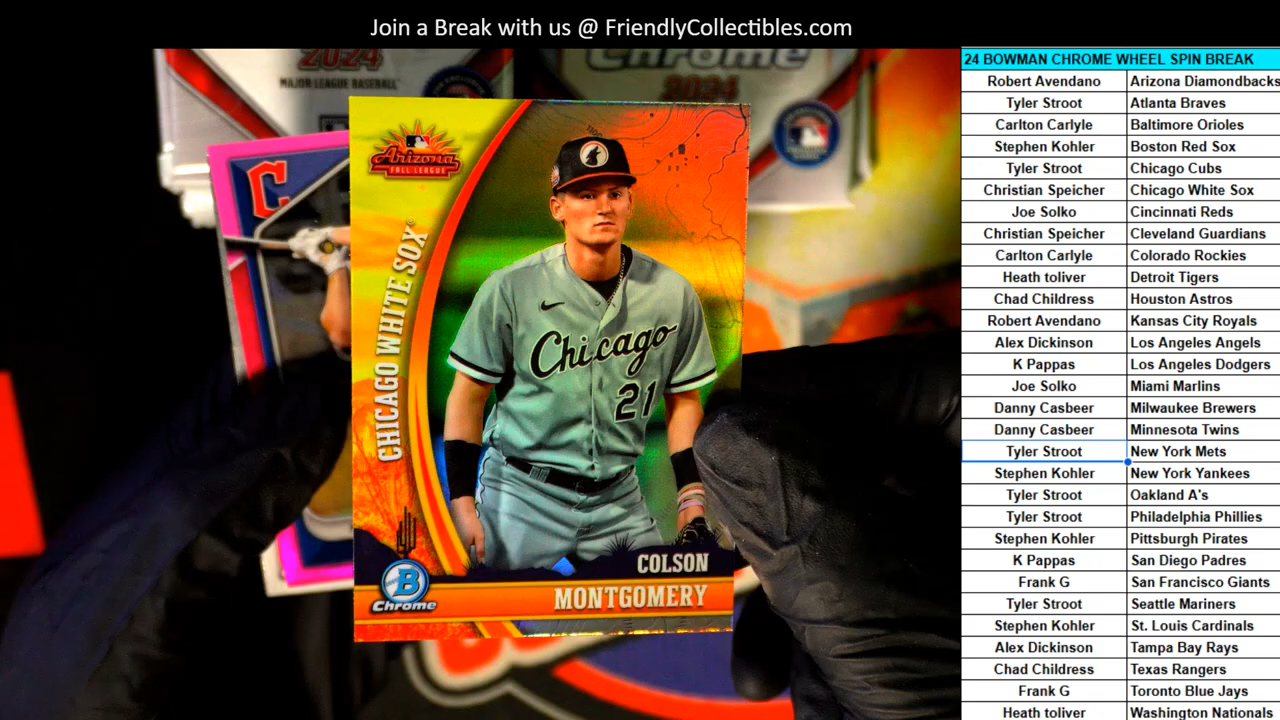 Join a Break with us @ FriendlyCollectibles.com
2024
MAJOR LEAGUE BASEBALL
Chrome
2024
C
Arizona
FALL LEAGUE
CHICAGO WHITE SOX
Chicago
21
B
Chrome
COLSON
MONTGOMERY
24 BOWMAN CHROME WHEEL SPIN BREAK
Robert Avendano Arizona Diamondbacks
Tyler Stroot Atlanta Braves
Carlton Carlyle Baltimore Orioles
Stephen Kohler Boston Red Sox
Tyler Stroot Chicago Cubs
Christian Speicher Chicago White Sox
Joe Solko Cincinnati Reds
Christian Speicher Cleveland Guardians
Carlton Carlyle Colorado Rockies
Heath toliver Detroit Tigers
Chad Childress Houston Astros
Robert Avendano Kansas City Royals
Alex Dickinson Los Angeles Angels
K Pappas Los Angeles Dodgers
Joe Solko Miami Marlins
Danny Casbeer Milwaukee Brewers
Danny Casbeer Minnesota Twins
Tyler Stroot New York Mets
Stephen Kohler New York Yankees
Tyler Stroot Oakland A's
Tyler Stroot Philadelphia Phillies
Stephen Kohler Pittsburgh Pirates
K Pappas San Diego Padres
Frank G San Francisco Giants
Tyler Stroot Seattle Mariners
Stephen Kohler St. Louis Cardinals
Alex Dickinson Tampa Bay Rays
Chad Childress Texas Rangers
Frank G Toronto Blue Jays
Heath toliver Washington Nationals